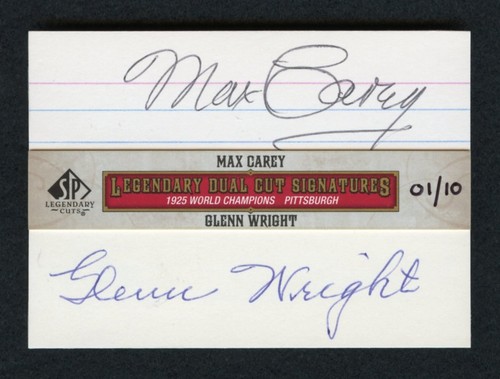 Max Carey
MAX CAREY
SP
LEGENDARY
CUTS
LEGENDARY DUAL CUT SIGNATURES
1925 WORLD CHAMPIONS PITTSBURGH
01/10
GLENN WRIGHT
Glenn Wright